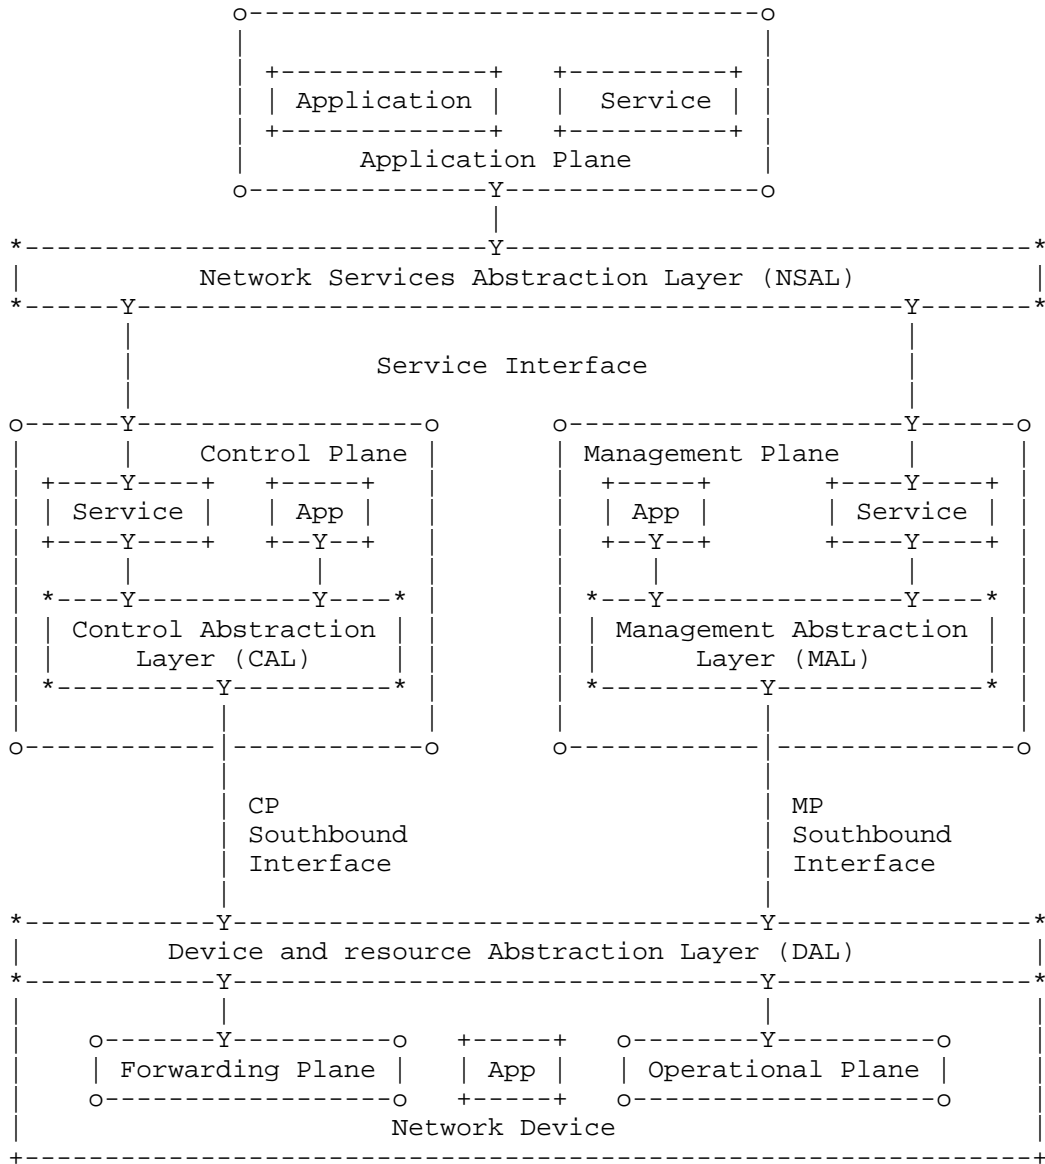 o--------------------------------o
|                                |
| +-------------+   +----------+ |
| | Application |   |  Service | |
| +-------------+   +----------+ |
|       Application Plane        |
o---------------Y----------------o
|
*-----------------------------Y---------------------------------*
|           Network Services Abstraction Layer (NSAL)           |
*------Y------------------------------------------------Y-------*
|                                                |
|               Service Interface                |
|                                                |
o------Y------------------o       o---------------------Y------o
|      |    Control Plane |       | Management Plane    |      |
| +----Y----+   +-----+   |       |  +-----+       +----Y----+ |
| | Service |   | App |   |       |  | App |       | Service | |
| +----Y----+   +--Y--+   |       |  +--Y--+       +----Y----+ |
|      |           |      |       |     |               |      |
| *----Y-----------Y----* |       | *---Y---------------Y----* |
| | Control Abstraction | |       | | Management Abstraction | |
| |     Layer (CAL)     | |       | |      Layer (MAL)       | |
| *----------Y----------* |       | *----------Y-------------* |
|            |            |       |            |               |
o------------|------------o       o------------|---------------o
|                                 |
| CP                              | MP
| Southbound                      | Southbound
| Interface                       | Interface
|                                 |
*------------Y---------------------------------Y----------------*
|         Device and resource Abstraction Layer (DAL)           |
*------------Y---------------------------------Y----------------*
|            |                                 |                |
|    o-------Y----------o   +-----+   o--------Y----------o     |
|    | Forwarding Plane |   | App |   | Operational Plane |     |
|    o------------------o   +-----+   o-------------------o     |
|                       Network Device                          |
+---------------------------------------------------------------+